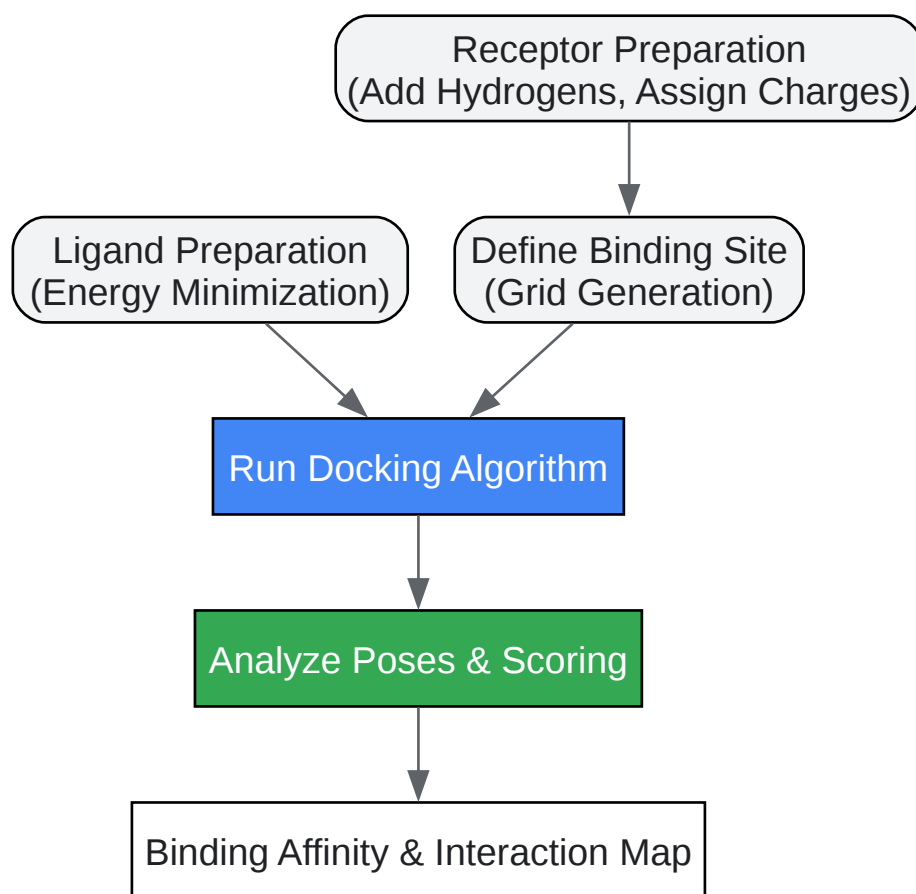 Receptor Preparation
(Add Hydrogens, Assign Charges)
Ligand Preparation
(Energy Minimization)
Define Binding Site
(Grid Generation)
Run Docking Algorithm
Analyze Poses & Scoring
Binding Affinity & Interaction Map